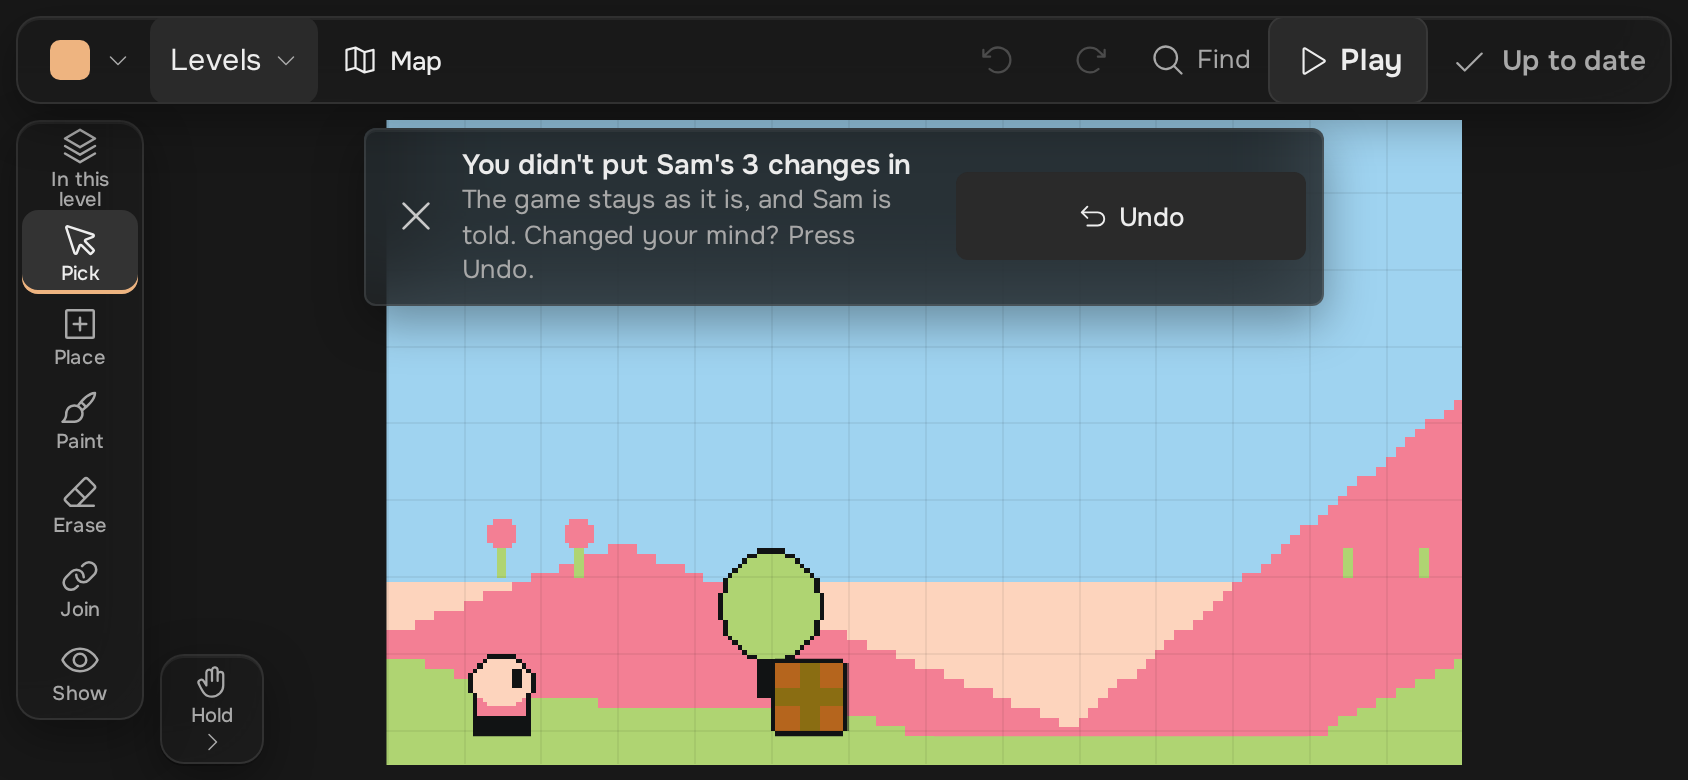 Levels
Map
Find
Play
Up to date
In this
level
Pick
Place
Paint
Erase
Join
Show
Hold
You didn't put Sam's 3 changes in
The game stays as it is, and Sam is
told. Changed your mind? Press
Undo.
Undo